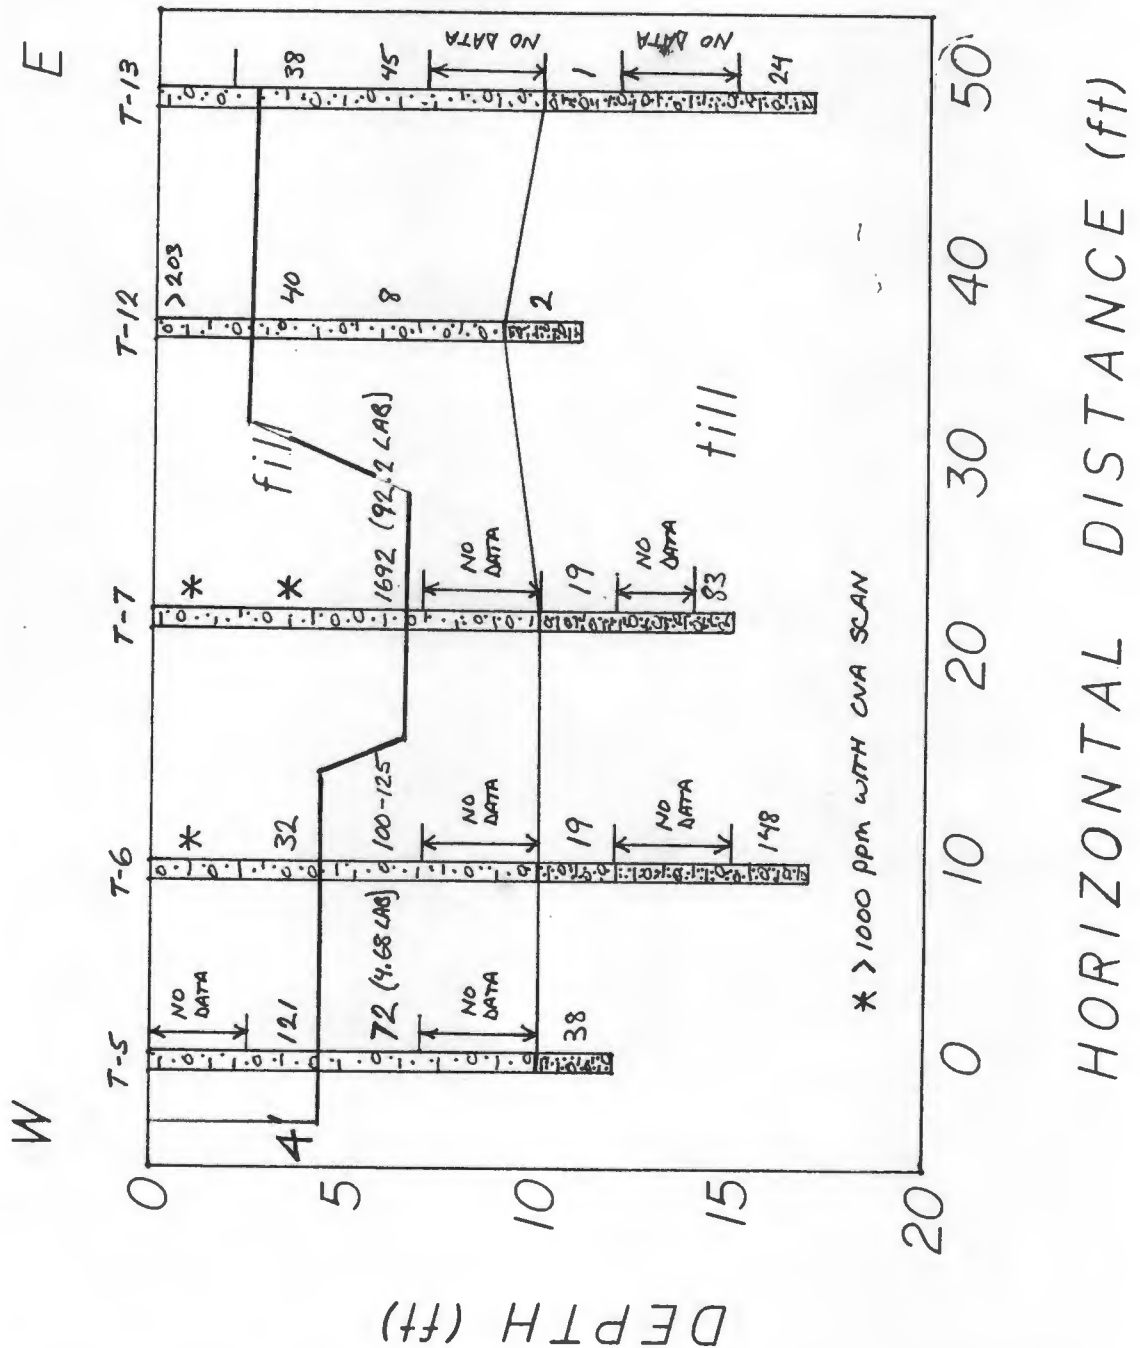 W
E
T-5
T-6
T-7
T-12
T-13
NO
DATA
121
72 (4.68 LAB)
NO
DATA
38
*
32
100-125
NO
DATA
19
NO
DATA
148
*
*
1692 (92.2 LAB)
NO
DATA
19
NO
DATA
83
>203
40
8
2
38
45
NO DATA
1
NO DATA
24
4
fill
till
* >1000 ppm WITH CVA SCAN
0
5
10
15
20
DEPTH (ft)
0
10
20
30
40
50
HORIZONTAL DISTANCE (ft)